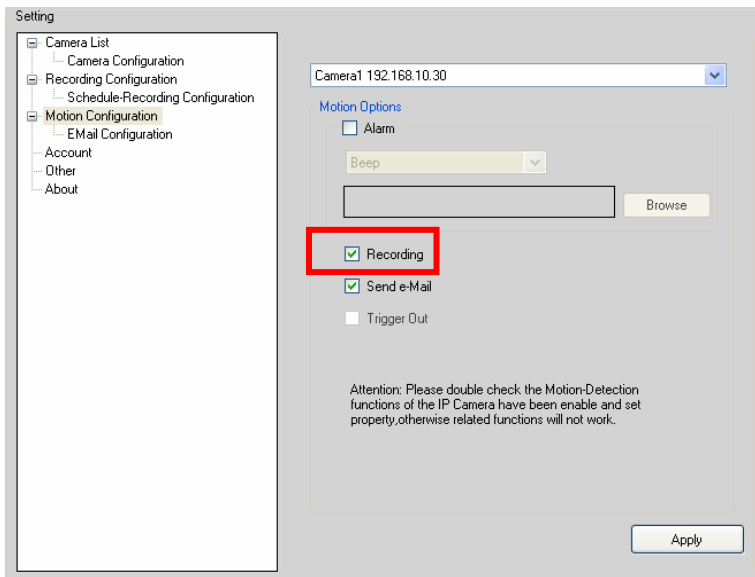 Setting
Camera List
Camera Configuration
Recording Configuration
Schedule-Recording Configuration
Motion Configuration
EMail Configuration
Account
Other
About
Camera1 192.168.10.30
Motion Options
Alarm
Beep
Browse
Recording
Send e-Mail
Trigger Out
Attention: Please double check the Motion-Detection
functions of the IP Camera have been enable and set
property,otherwise related functions will not work.
Apply